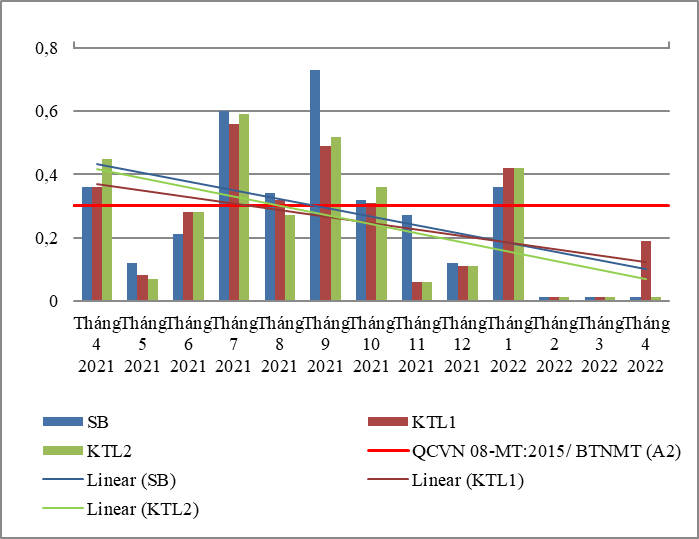 0,8
0,6
0,4
0,2
0
Tháng Tháng Tháng Tháng Tháng Tháng Tháng Tháng Tháng Tháng Tháng Tháng Tháng
4 5 6 7 8 9 10 11 12 1 2 3 4
2021 2021 2021 2021 2021 2021 2021 2021 2021 2022 2022 2022 2022
SB KTL1
KTL2 QCVN 08-MT:2015/ BTNMT (A2)
Linear (SB) Linear (KTL1)
Linear (KTL2)